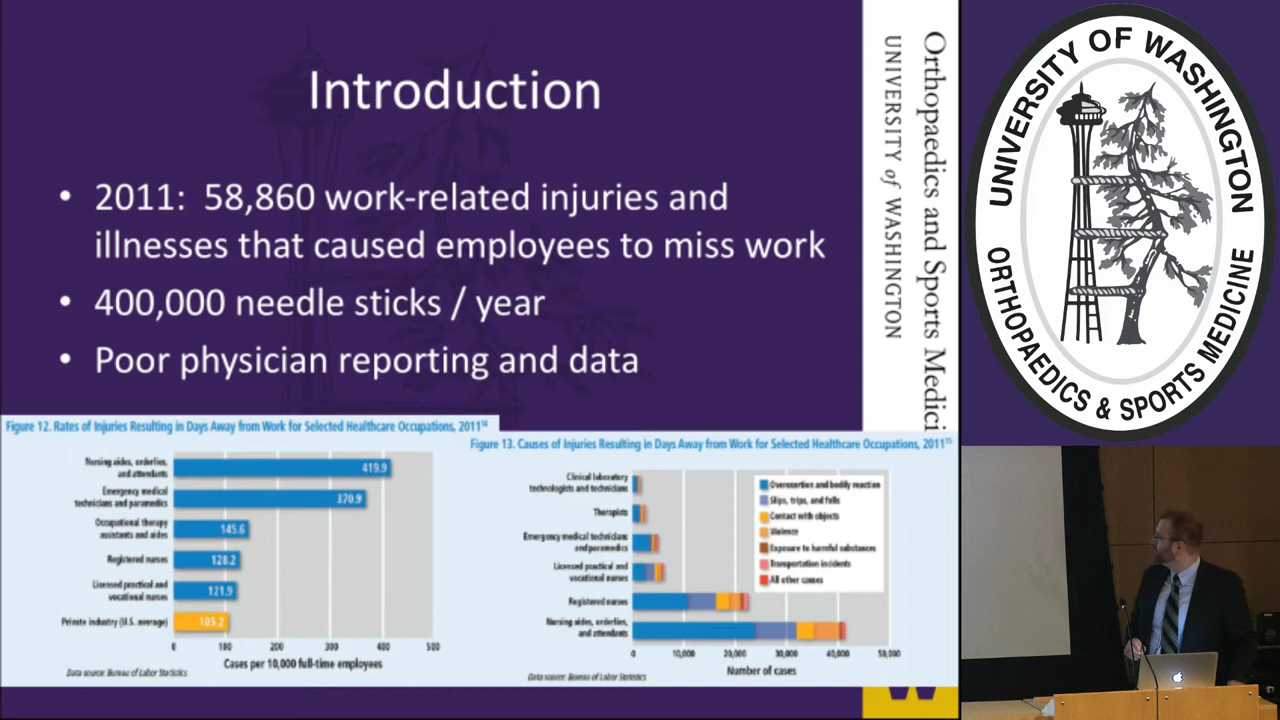 Introduction
• 2011: 58,860 work-related injuries and
illnesses that caused employees to miss work
• 400,000 needle sticks / year
• Poor physician reporting and data
Orthopaedics and Sports Medici
UNIVERSITY of WASHINGTON
UNIVERSITY OF WASHINGTON
ORTHOPAEDICS & SPORTS MEDICINE
Figure 12. Rates of Injuries Resulting in Days Away from Work for Selected Healthcare Occupations, 2011¹⁴
Nursing aides, orderlies,
and attendants
419.9
Emergency medical
technicians and paramedics
370.9
Occupational therapy
assistants and aides
145.6
Registered nurses
128.2
Licensed practical and
vocational nurses
121.9
Private industry (U.S. average)
105.2
0 100 200 300 400 500
Cases per 10,000 full-time employees
Data source: Bureau of Labor Statistics
Figure 13. Causes of Injuries Resulting in Days Away from Work for Selected Healthcare Occupations, 2011¹⁵
Clinical laboratory
technologists and technicians
Therapists
Emergency medical technicians
and paramedics
Licensed practical and
vocational nurses
Registered nurses
Nursing aides, orderlies,
and attendants
Overexertion and bodily reaction
Slips, trips, and falls
Contact with objects
Violence
Exposure to harmful substances
Transportation incidents
All other causes
0 10,000 20,000 30,000 40,000 50,000
Number of cases
Data source: Bureau of Labor Statistics
W